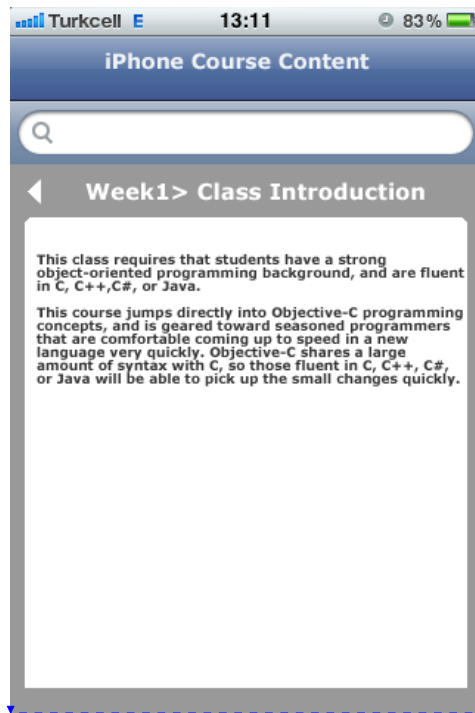 Turkcell E 13:11 83%
iPhone Course Content
Week1> Class Introduction
This class requires that students have a strong
object-oriented programming background, and are fluent
in C, C++,C#, or Java.
This course jumps directly into Objective-C programming
concepts, and is geared toward seasoned programmers
that are comfortable coming up to speed in a new
language very quickly. Objective-C shares a large
amount of syntax with C, so those fluent in C, C++, C#,
or Java will be able to pick up the small changes quickly.